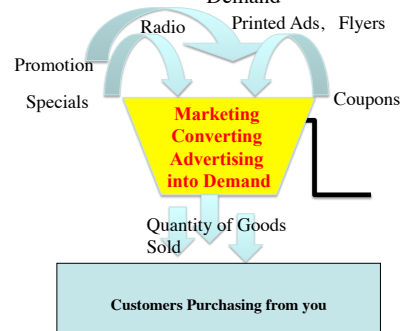 Demand
Radio
Printed Ads, Flyers
Promotion
Specials
Coupons
Marketing
Converting
Advertising
into Demand
Quantity of Goods
Sold
Customers Purchasing from you